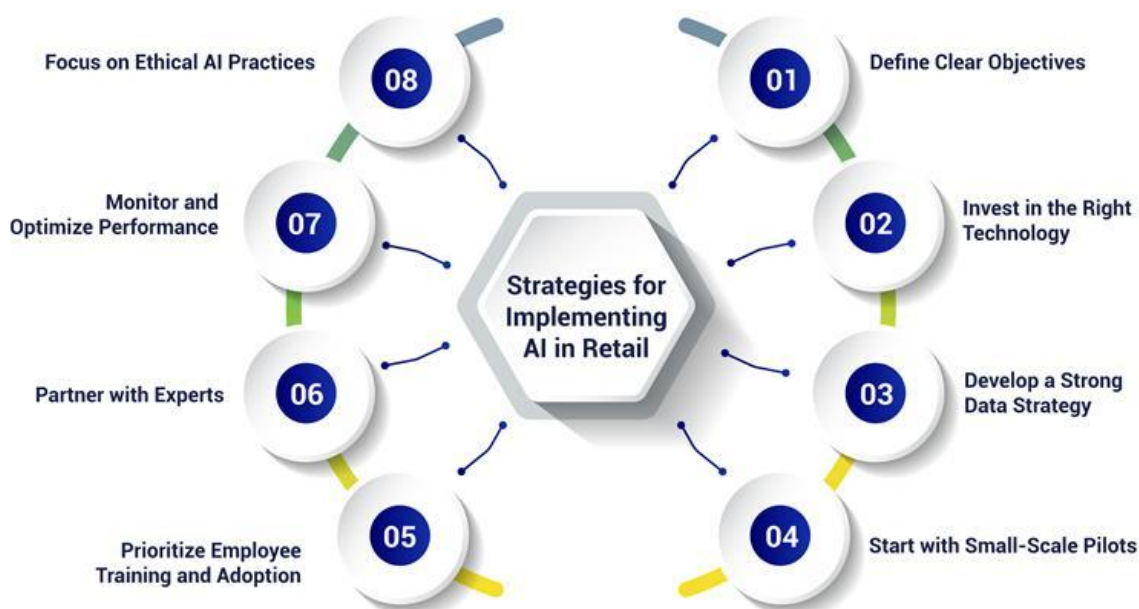 Strategies for
Implementing
AI in Retail
01
Define Clear Objectives
02
Invest in the Right
Technology
03
Develop a Strong
Data Strategy
04
Start with Small-Scale Pilots
05
Prioritize Employee
Training and Adoption
06
Partner with Experts
07
Monitor and
Optimize Performance
08
Focus on Ethical AI Practices